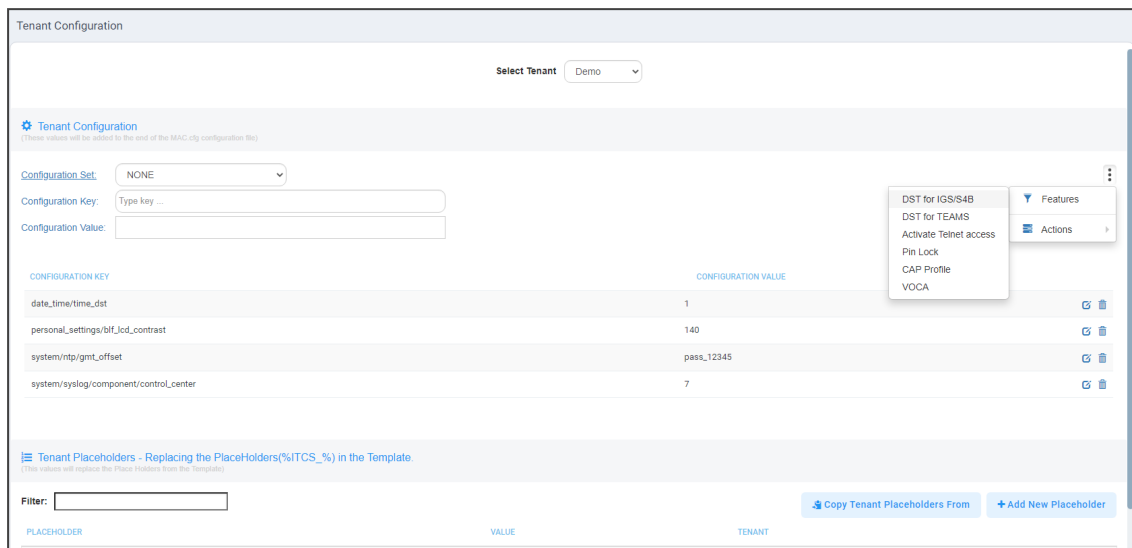 Tenant Configuration
Select Tenant Demo
Tenant Configuration
(These values will be added to the end of the MAC.cfg configuration file)
Configuration Set: NONE
Configuration Key: Type key ...
Configuration Value:
DST for IGS/S4B
DST for TEAMS
Activate Telnet access
Pin Lock
CAP Profile
VOCA
Features
Actions
CONFIGURATION KEY CONFIGURATION VALUE
date_time/time_dst 1
personal_settings/blf_lcd_contrast 140
system/ntp/gmt_offset pass_12345
system/syslog/component/control_center 7
Tenant Placeholders - Replacing the PlaceHolders(%ITCS_%) in the Template.
(This values will replace the Place Holders from the Template)
Filter: Copy Tenant Placeholders From +Add New Placeholder
PLACEHOLDER VALUE TENANT